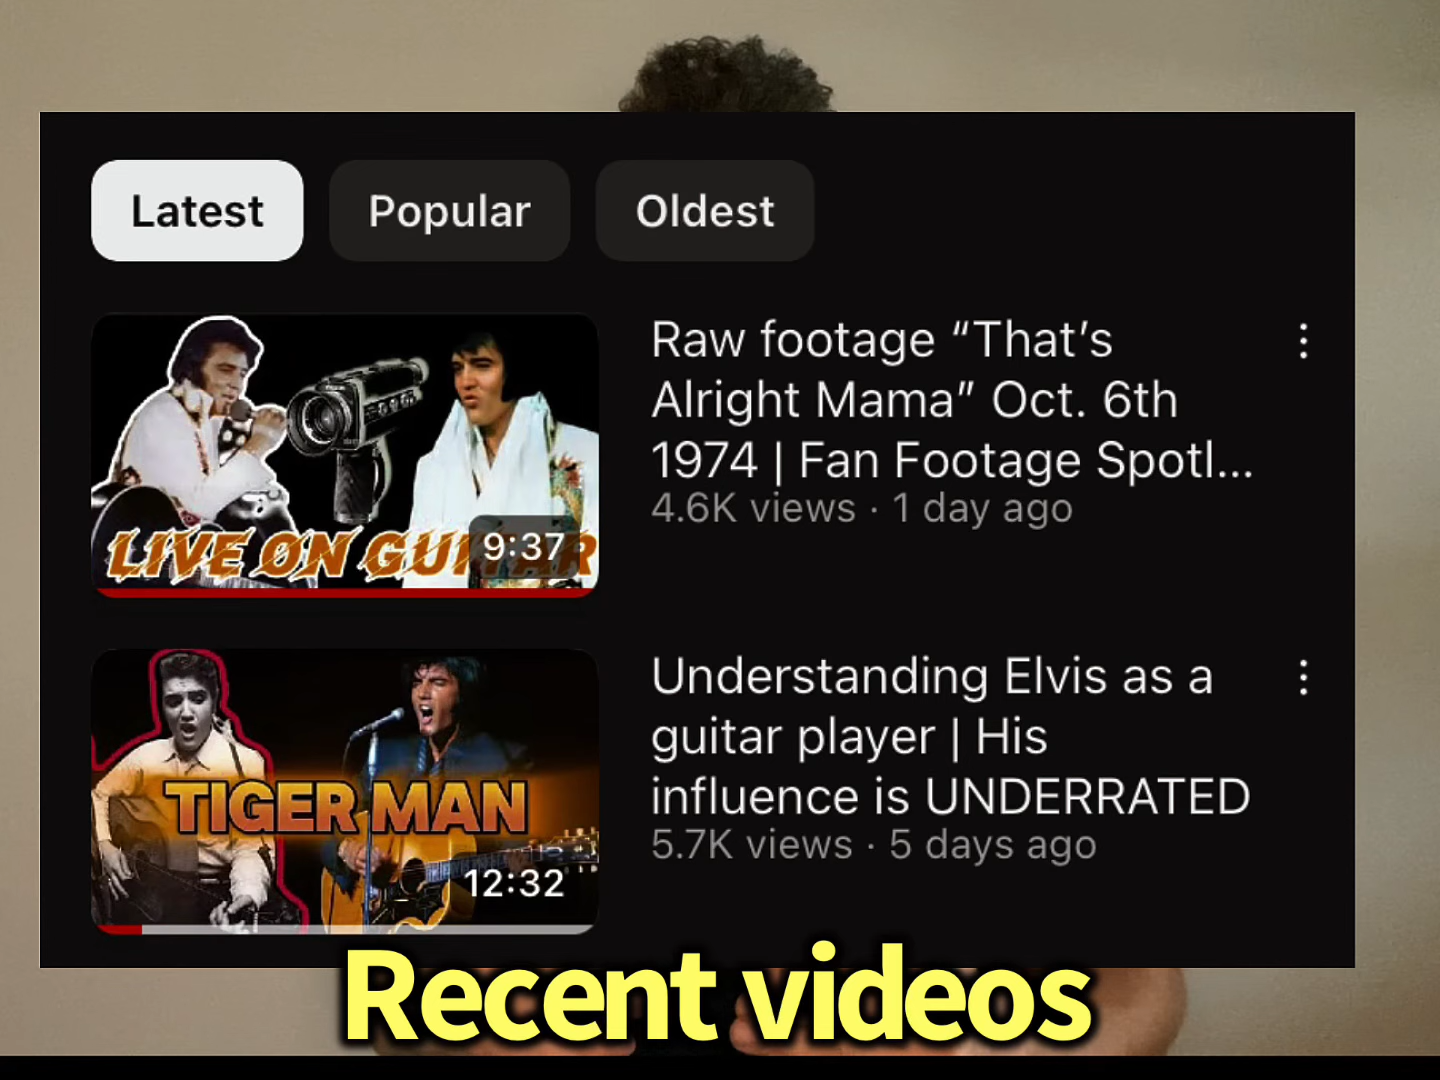 Latest
Popular
Oldest
Raw footage “That’s
Alright Mama” Oct. 6th
1974 | Fan Footage Spotl...
4.6K views · 1 day ago
LIVE ON GUITAR
9:37
Understanding Elvis as a
guitar player | His
influence is UNDERRATED
5.7K views · 5 days ago
TIGER MAN
12:32
Recent videos